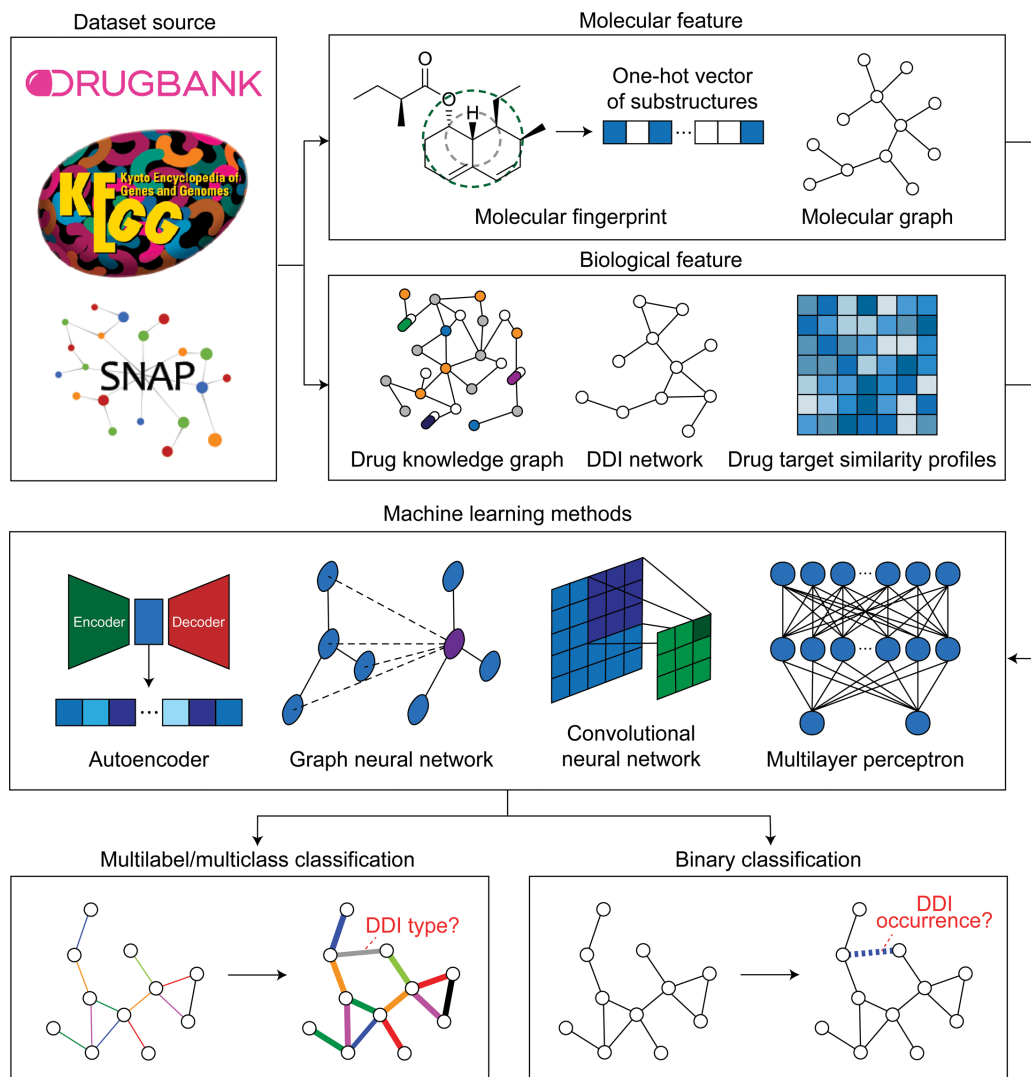 Dataset source
DRUGBANK
Kyoto Encyclopedia of
Genes and Genomes
KEGG
SNAP
Molecular feature
O
O
H
One-hot vector
of substructures
...
Molecular fingerprint
Molecular graph
Biological feature
Drug knowledge graph
DDI network
Drug target similarity profiles
Machine learning methods
Encoder
Decoder
...
Autoencoder
Graph neural network
Convolutional
neural network
...
...
Multilayer perceptron
Multilabel/multiclass classification
DDI type?
Binary classification
DDI
occurrence?